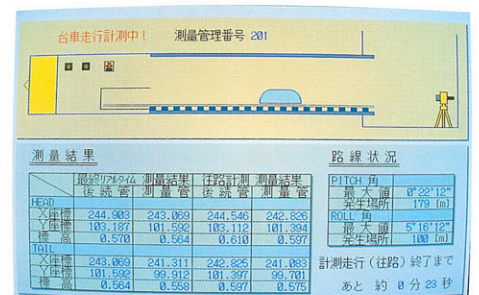 台車走行計測中！ 測量管理番号 201
測量結果
最終リアルタイム 測量結果 往路計測 測量結果
後続管 測量管 後続管 測量管
HEAD
X座標 244.903 243.069 244.546 242.826
Y座標 103.187 101.592 103.112 101.394
標高 0.570 0.564 0.610 0.597
TAIL
X座標 243.069 241.311 242.825 241.083
Y座標 101.592 99.912 101.397 99.701
標高 0.564 0.558 0.597 0.575
路線状況
PITCH 角
最大値 0°22'12"
発生場所 179 [m]
ROLL 角
最大値 5°16'12"
発生場所 100 [m]
計測走行（往路）終了まで
あと 約 0 分 23 秒